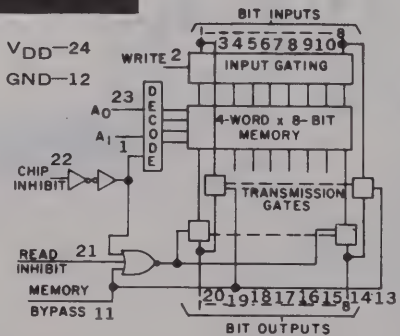 BIT INPUTS
1 8
3 4 5 6 7 8 9 10
V_DD—24
GND—12
WRITE 2
INPUT GATING
DECODE
A0 23
A1 1
4-WORD x 8-BIT
MEMORY
CHIP INHIBIT 22
TRANSMISSION
GATES
READ INHIBIT 21
MEMORY BYPASS 11
20 19 18 17 16 15 14 13
1 8
BIT OUTPUTS